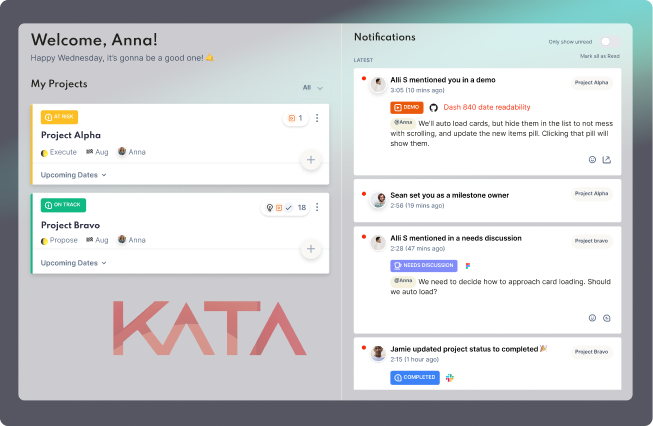 Welcome, Anna!
Happy Wednesday, it's gonna be a good one!
My Projects
All
AT RISK
1
Project Alpha
Execute
Aug
Anna
Upcoming Dates
ON TRACK
18
Project Bravo
Propose
Aug
Anna
Upcoming Dates
KATA
Notifications
Only show unread
Mark all as Read
LATEST
Alli S mentioned you in a demo
Project Alpha
3:05 (10 mins ago)
DEMO
Dash 840 date readability
@Anna We'll auto load cards, but hide them in the list to not mess
with scrolling, and update the new items pill. Clicking that pill will
show them.
Sean set you as a milestone owner
Project Alpha
2:56 (19 mins ago)
Alli S mentioned in a needs discussion
Project bravo
2:28 (47 mins ago)
NEEDS DISCUSSION
@Anna We need to decide how to approach card loading. Should
we auto load?
Jamie updated project status to completed
Project Bravo
2:15 (1 hour ago)
COMPLETED